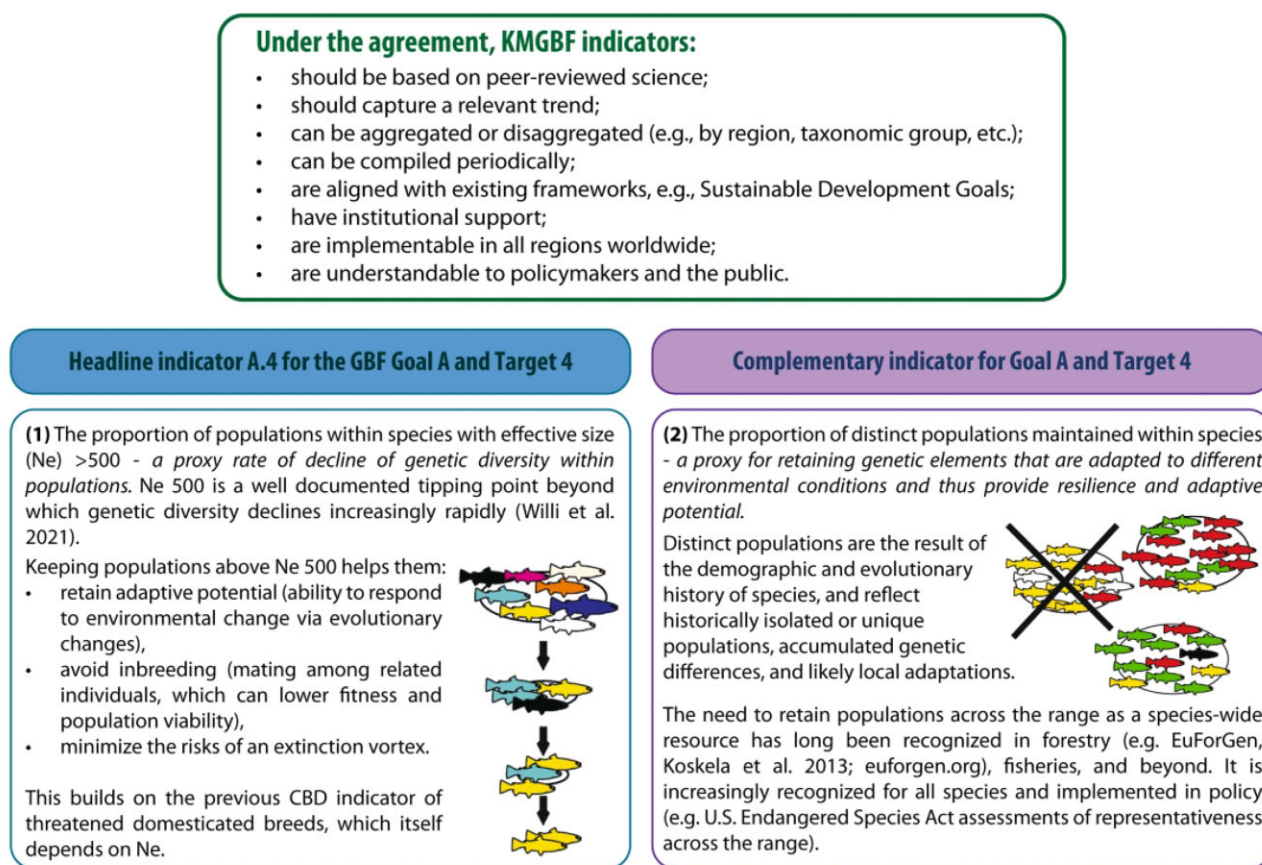 Under the agreement, KMGBF indicators:
• should be based on peer-reviewed science;
• should capture a relevant trend;
• can be aggregated or disaggregated (e.g., by region, taxonomic group, etc.);
• can be compiled periodically;
• are aligned with existing frameworks, e.g., Sustainable Development Goals;
• have institutional support;
• are implementable in all regions worldwide;
• are understandable to policymakers and the public.
Headline indicator A.4 for the GBF Goal A and Target 4
(1) The proportion of populations within species with effective size
(Ne) >500 - a proxy rate of decline of genetic diversity within
populations. Ne 500 is a well documented tipping point beyond
which genetic diversity declines increasingly rapidly (Willi et al.
2021).
Keeping populations above Ne 500 helps them:
• retain adaptive potential (ability to respond
to environmental change via evolutionary
changes),
• avoid inbreeding (mating among related
individuals, which can lower fitness and
population viability),
• minimize the risks of an extinction vortex.
This builds on the previous CBD indicator of
threatened domesticated breeds, which itself
depends on Ne.
Complementary indicator for Goal A and Target 4
(2) The proportion of distinct populations maintained within species
- a proxy for retaining genetic elements that are adapted to different
environmental conditions and thus provide resilience and adaptive
potential.
Distinct populations are the result of
the demographic and evolutionary
history of species, and reflect
historically isolated or unique
populations, accumulated genetic
differences, and likely local adaptations.
The need to retain populations across the range as a species-wide
resource has long been recognized in forestry (e.g. EuForGen,
Koskela et al. 2013; euforgen.org), fisheries, and beyond. It is
increasingly recognized for all species and implemented in policy
(e.g. U.S. Endangered Species Act assessments of representativeness
across the range).